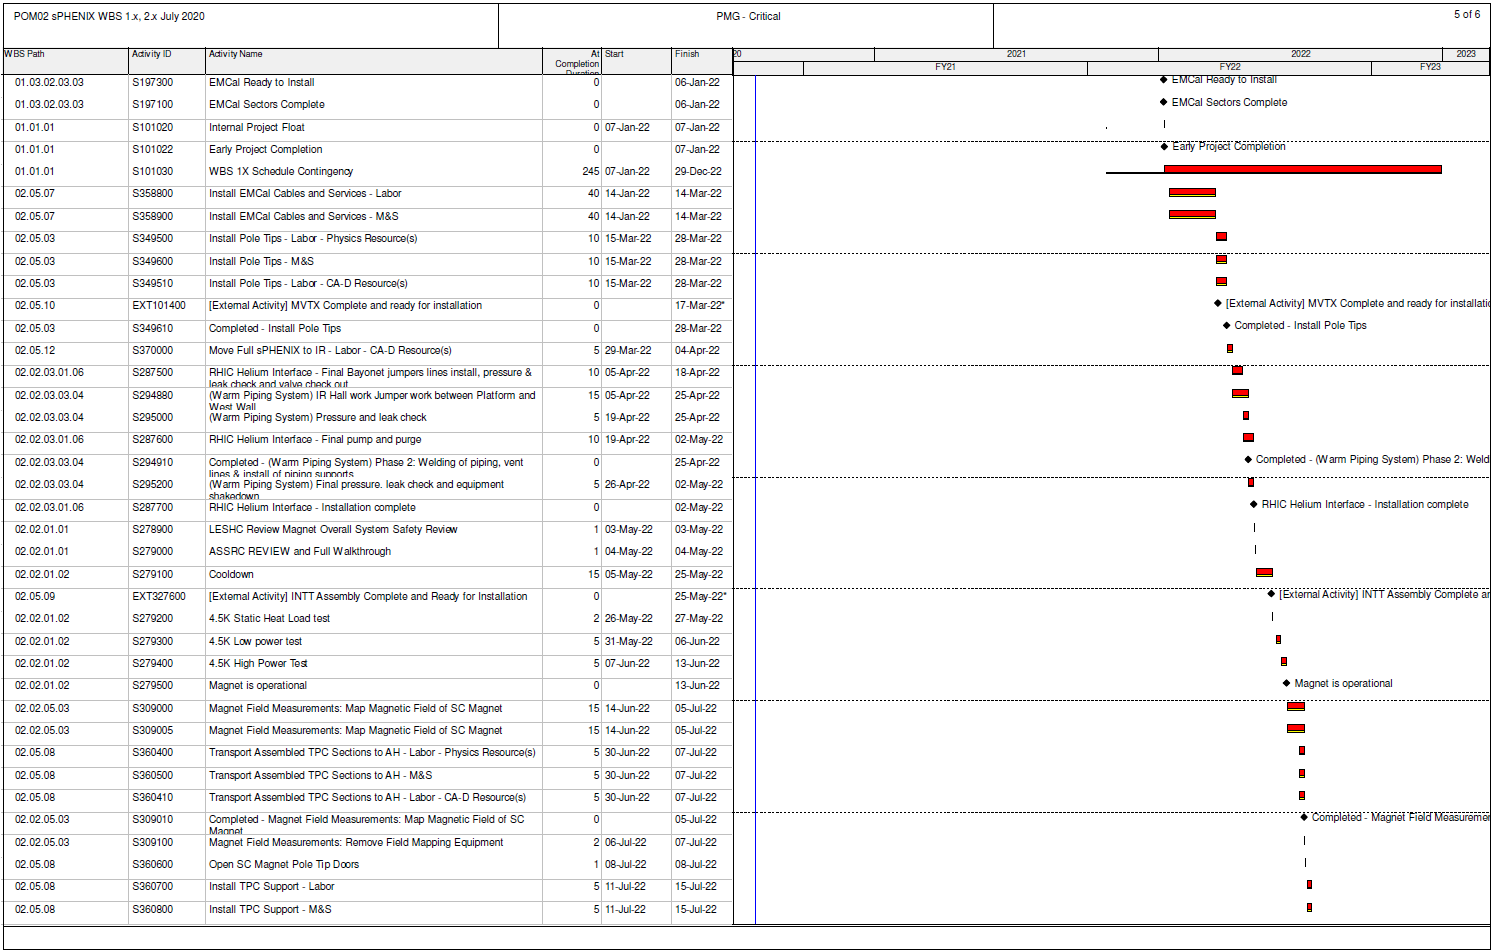 POM02 sPHENIX WBS 1.x, 2.x July 2020 PMG - Critical 5 of 6
WBS Path Activity ID Activity Name At Completion Duration Start Finish 20 2021 2022 2023
FY21 FY22 FY23
01.03.02.03.03 S197300 EMCal Ready to Install 0 06-Jan-22 EMCal Ready to Install
01.03.02.03.03 S197100 EMCal Sectors Complete 0 06-Jan-22 EMCal Sectors Complete
01.01.01 S101020 Internal Project Float 0 07-Jan-22 07-Jan-22
01.01.01 S101022 Early Project Completion 0 07-Jan-22 Early Project Completion
01.01.01 S101030 WBS 1X Schedule Contingency 245 07-Jan-22 29-Dec-22
02.05.07 S358800 Install EMCal Cables and Services - Labor 40 14-Jan-22 14-Mar-22
02.05.07 S358900 Install EMCal Cables and Services - M&S 40 14-Jan-22 14-Mar-22
02.05.03 S349500 Install Pole Tips - Labor - Physics Resource(s) 10 15-Mar-22 28-Mar-22
02.05.03 S349600 Install Pole Tips - M&S 10 15-Mar-22 28-Mar-22
02.05.03 S349510 Install Pole Tips - Labor - CA-D Resource(s) 10 15-Mar-22 28-Mar-22
02.05.10 EXT101400 [External Activity] MVTX Complete and ready for installation 0 17-Mar-22* [External Activity] MVTX Complete and ready for installatio
02.05.03 S349610 Completed - Install Pole Tips 0 28-Mar-22 Completed - Install Pole Tips
02.05.12 S370000 Move Full sPHENIX to IR - Labor - CA-D Resource(s) 5 29-Mar-22 04-Apr-22
02.02.03.01.06 S287500 RHIC Helium Interface - Final Bayonet jumpers lines install, pressure & 10 05-Apr-22 18-Apr-22
leak check and valve check out
02.02.03.03.04 S294880 (Warm Piping System) IR Hall work Jumper work between Platform and 15 05-Apr-22 25-Apr-22
West Wall
02.02.03.03.04 S295000 (Warm Piping System) Pressure and leak check 5 19-Apr-22 25-Apr-22
02.02.03.01.06 S287600 RHIC Helium Interface - Final pump and purge 10 19-Apr-22 02-May-22
02.02.03.03.04 S294910 Completed - (Warm Piping System) Phase 2: Welding of piping, vent 0 25-Apr-22 Completed - (Warm Piping System) Phase 2: Weld
lines & install of piping supports
02.02.03.03.04 S295200 (Warm Piping System) Final pressure. leak check and equipment 5 26-Apr-22 02-May-22
shakedown
02.02.03.01.06 S287700 RHIC Helium Interface - Installation complete 0 02-May-22 RHIC Helium Interface - Installation complete
02.02.01.01 S278900 LESHC Review Magnet Overall System Safety Review 1 03-May-22 03-May-22
02.02.01.01 S279000 ASSRC REVIEW and Full Walkthrough 1 04-May-22 04-May-22
02.02.01.02 S279100 Cooldown 15 05-May-22 25-May-22
02.05.09 EXT327600 [External Activity] INTT Assembly Complete and Ready for Installation 0 25-May-22* [External Activity] INTT Assembly Complete ar
02.02.01.02 S279200 4.5K Static Heat Load test 2 26-May-22 27-May-22
02.02.01.02 S279300 4.5K Low power test 5 31-May-22 06-Jun-22
02.02.01.02 S279400 4.5K High Power Test 5 07-Jun-22 13-Jun-22
02.02.01.02 S279500 Magnet is operational 0 13-Jun-22 Magnet is operational
02.02.05.03 S309000 Magnet Field Measurements: Map Magnetic Field of SC Magnet 15 14-Jun-22 05-Jul-22
02.02.05.03 S309005 Magnet Field Measurements: Map Magnetic Field of SC Magnet 15 14-Jun-22 05-Jul-22
02.05.08 S360400 Transport Assembled TPC Sections to AH - Labor - Physics Resource(s) 5 30-Jun-22 07-Jul-22
02.05.08 S360500 Transport Assembled TPC Sections to AH - M&S 5 30-Jun-22 07-Jul-22
02.05.08 S360410 Transport Assembled TPC Sections to AH - Labor - CA-D Resource(s) 5 30-Jun-22 07-Jul-22
02.02.05.03 S309010 Completed - Magnet Field Measurements: Map Magnetic Field of SC 0 05-Jul-22 Completed - Magnet Field Measuremer
Magnet
02.02.05.03 S309100 Magnet Field Measurements: Remove Field Mapping Equipment 2 06-Jul-22 07-Jul-22
02.05.08 S360600 Open SC Magnet Pole Tip Doors 1 08-Jul-22 08-Jul-22
02.05.08 S360700 Install TPC Support - Labor 5 11-Jul-22 15-Jul-22
02.05.08 S360800 Install TPC Support - M&S 5 11-Jul-22 15-Jul-22